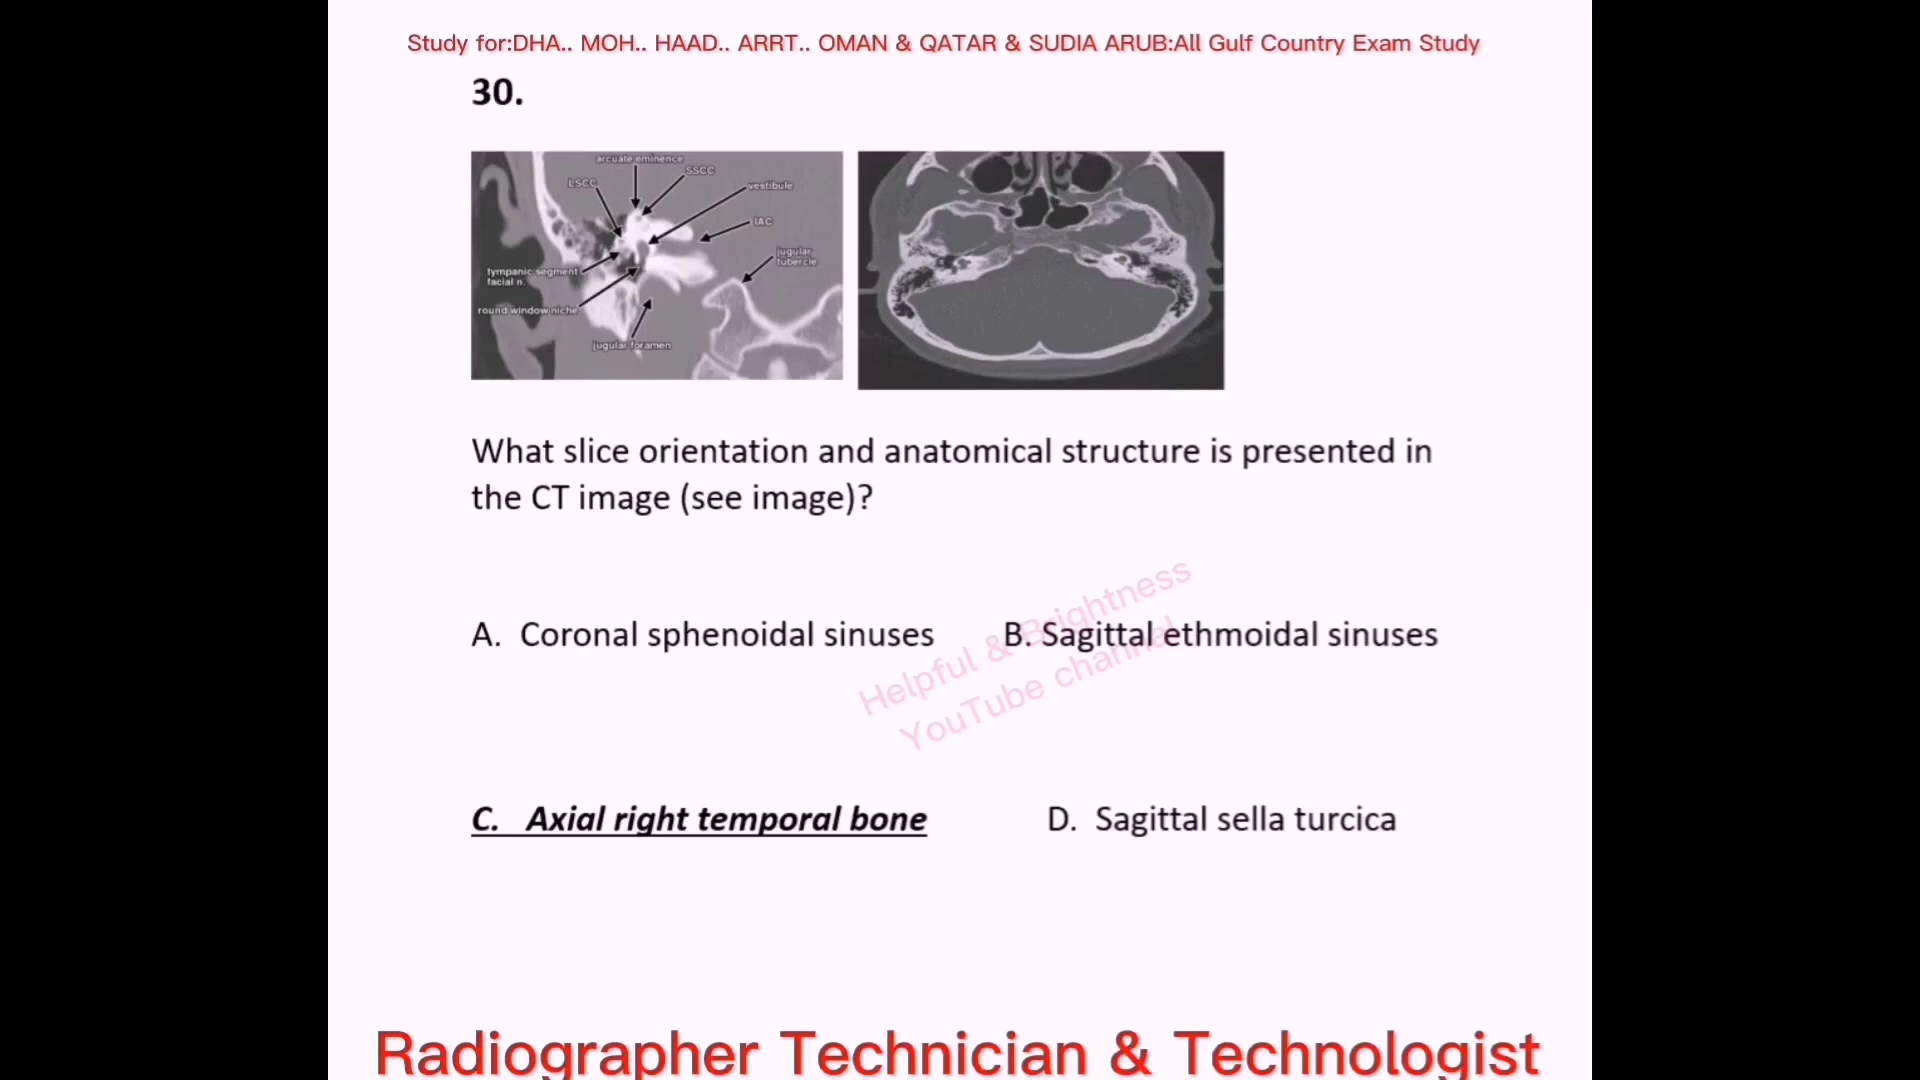 Study for:DHA.. MOH.. HAAD.. ARRT.. OMAN & QATAR & SUDIA ARUB:All Gulf Country Exam Study
30.
arcuate eminence
SSCC
LSCC
vestibule
IAC
jugular
tubercle
tympanic segment
facial n.
round window niche
jugular foramen
What slice orientation and anatomical structure is presented in
the CT image (see image)?
A. Coronal sphenoidal sinuses
B. Sagittal ethmoidal sinuses
Helpful & Brightness
YouTube channal
C. Axial right temporal bone
D. Sagittal sella turcica
Radiographer Technician & Technologist